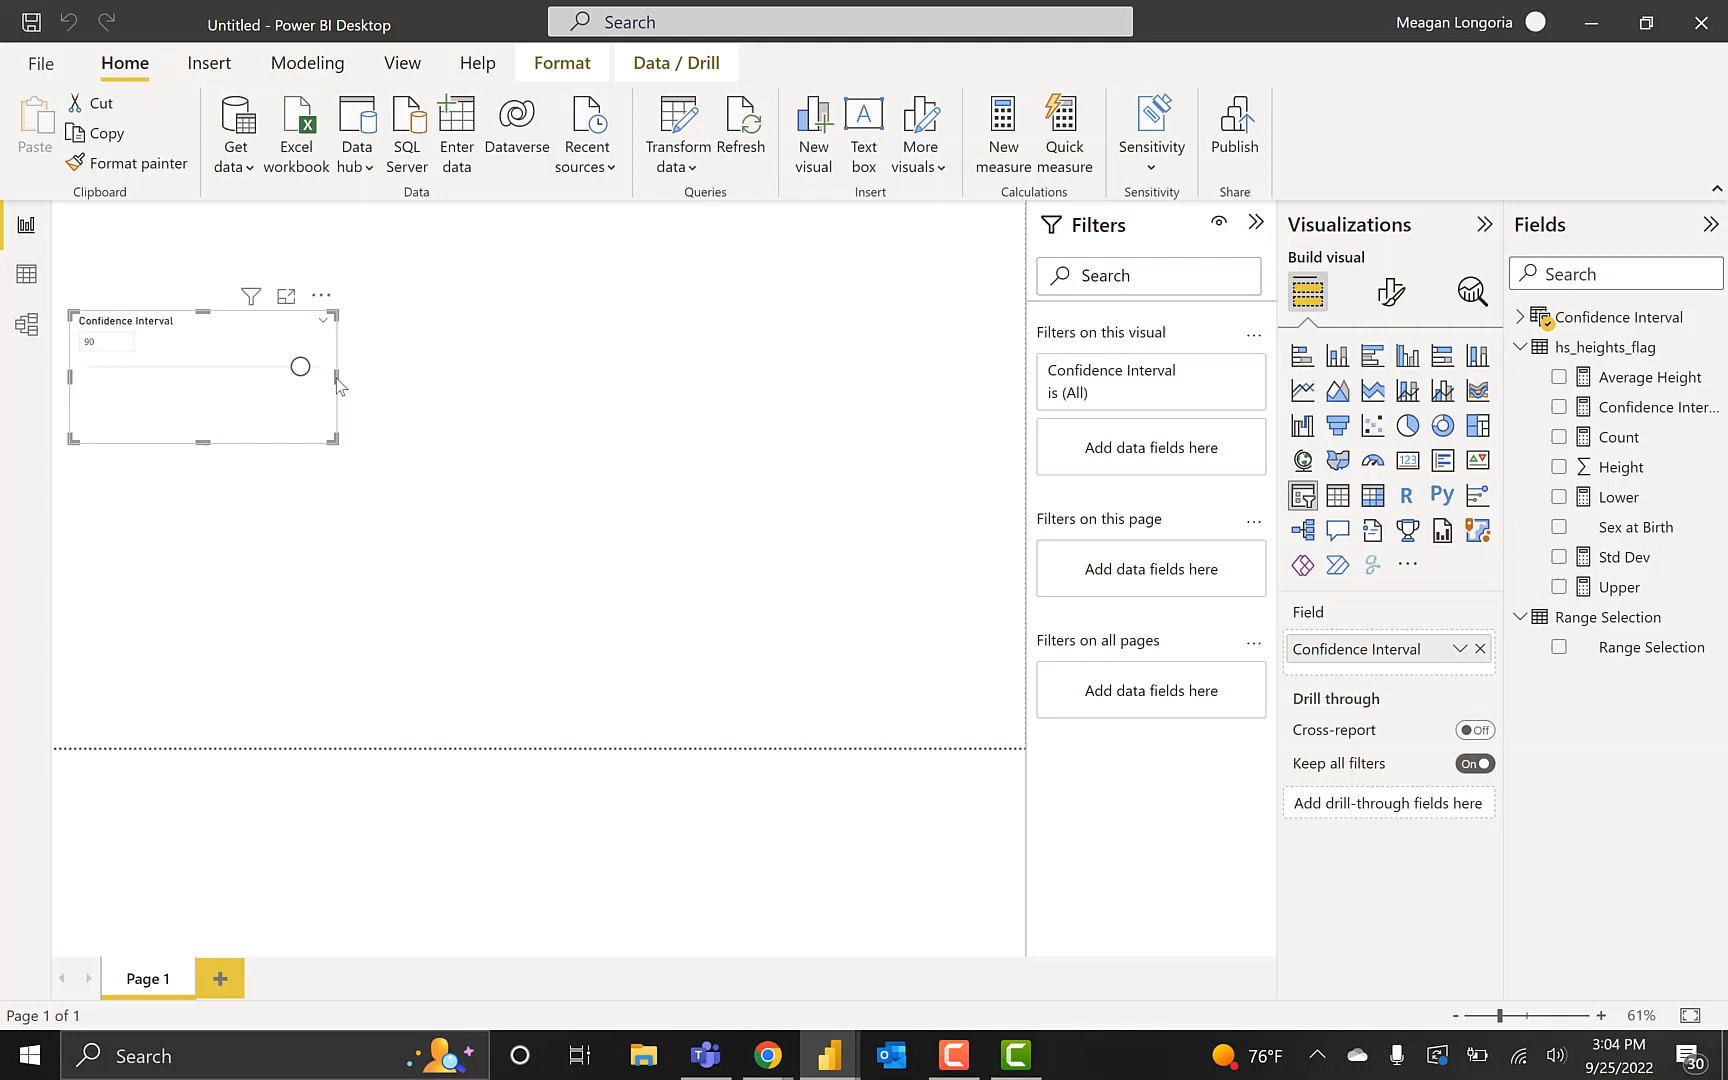 Untitled - Power BI Desktop
Search
Meagan Longoria
File
Home
Insert
Modeling
View
Help
Format
Data / Drill
Paste
Cut
Copy
Format painter
Clipboard
Get data
Excel workbook
Data hub
SQL Server
Enter data
Dataverse
Recent sources
Data
Transform data
Refresh
Queries
New visual
Text box
More visuals
Insert
New measure
Quick measure
Calculations
Sensitivity
Sensitivity
Publish
Share
Confidence Interval
90
Filters
Search
Filters on this visual
...
Confidence Interval
is (All)
Add data fields here
Filters on this page
...
Add data fields here
Filters on all pages
...
Add data fields here
Visualizations
Build visual
123
R
Py
...
Field
Confidence Interval
Drill through
Cross-report
Off
Keep all filters
On
Add drill-through fields here
Fields
Search
Confidence Interval
hs_heights_flag
Average Height
Confidence Inter...
Count
Height
Lower
Sex at Birth
Std Dev
Upper
Range Selection
Range Selection
Page 1
Page 1 of 1
61%
Search
76°F
3:04 PM
9/25/2022
30